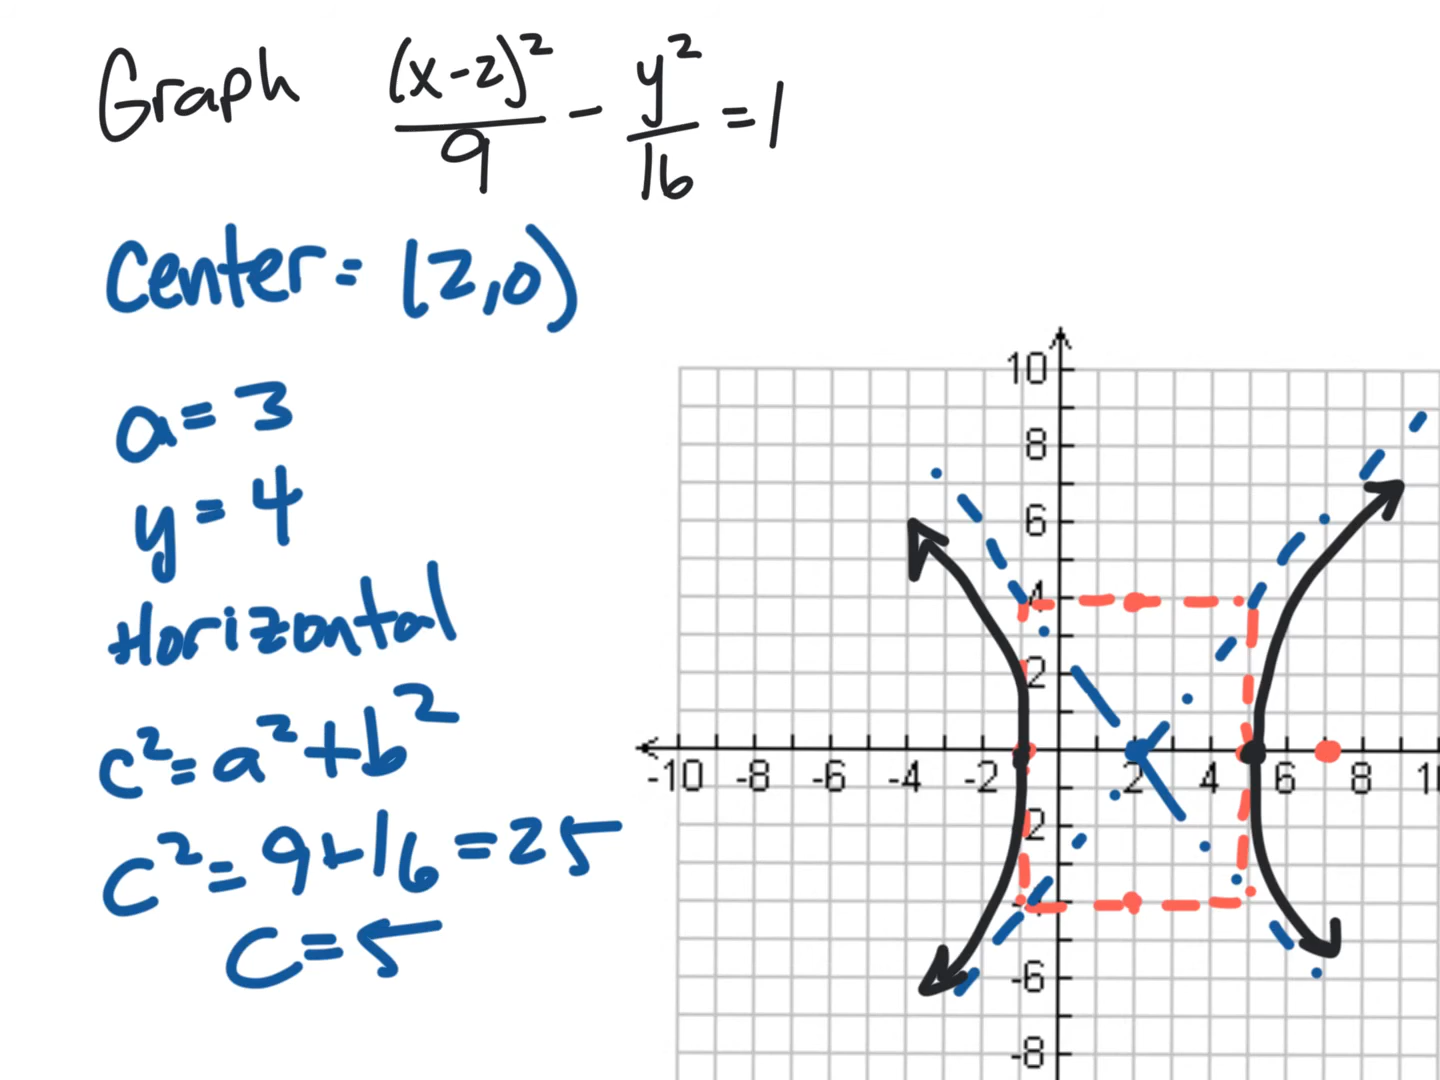 Graph (x-2)²/9 - y²/16 = 1
Center = (2,0)
a = 3
y = 4
Horizontal
c² = a² + b²
c² = 9+16 = 25
c = 5
10
8
6
4
2
-10 -8 -6 -4 -2 2 4 6 8 10
2
4
-6
-8